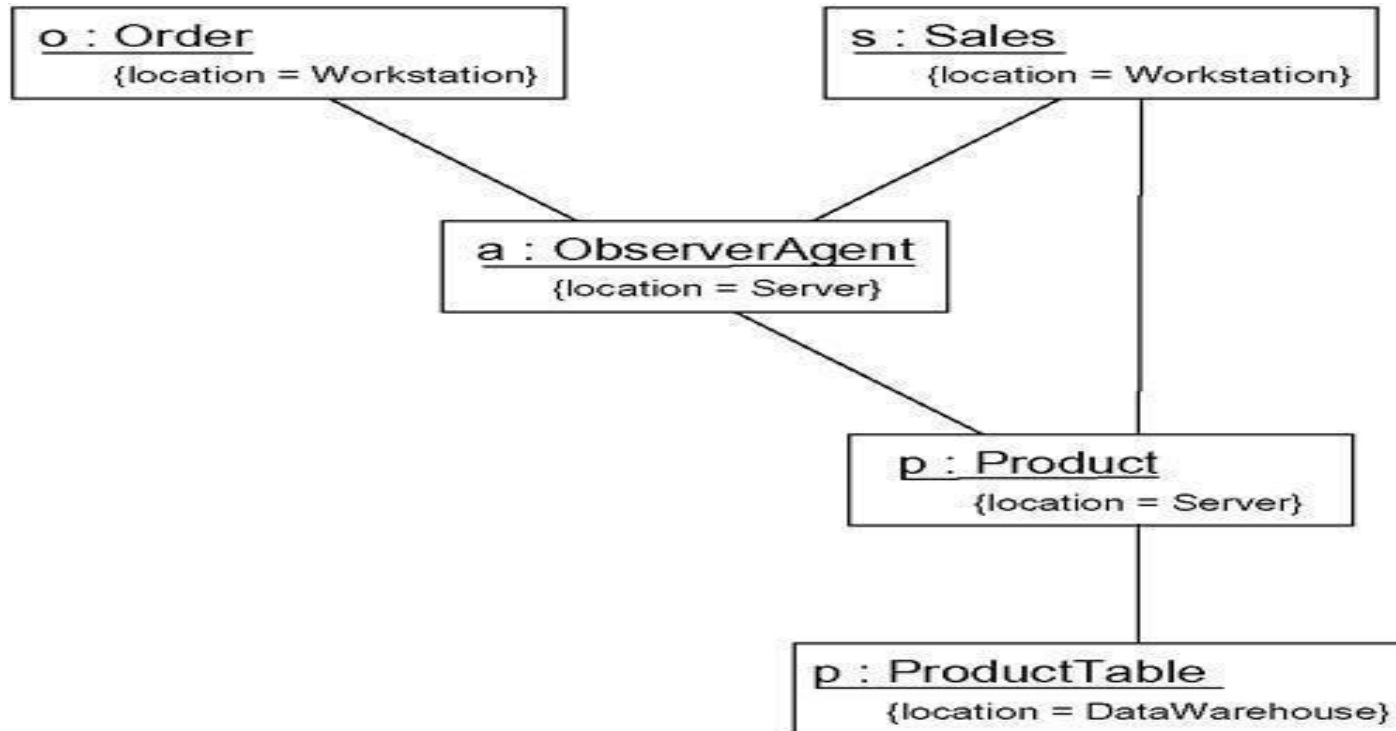 o : Order
{location = Workstation}
s : Sales
{location = Workstation}
a : ObserverAgent
{location = Server}
p : Product
{location = Server}
p : ProductTable
{location = DataWarehouse}